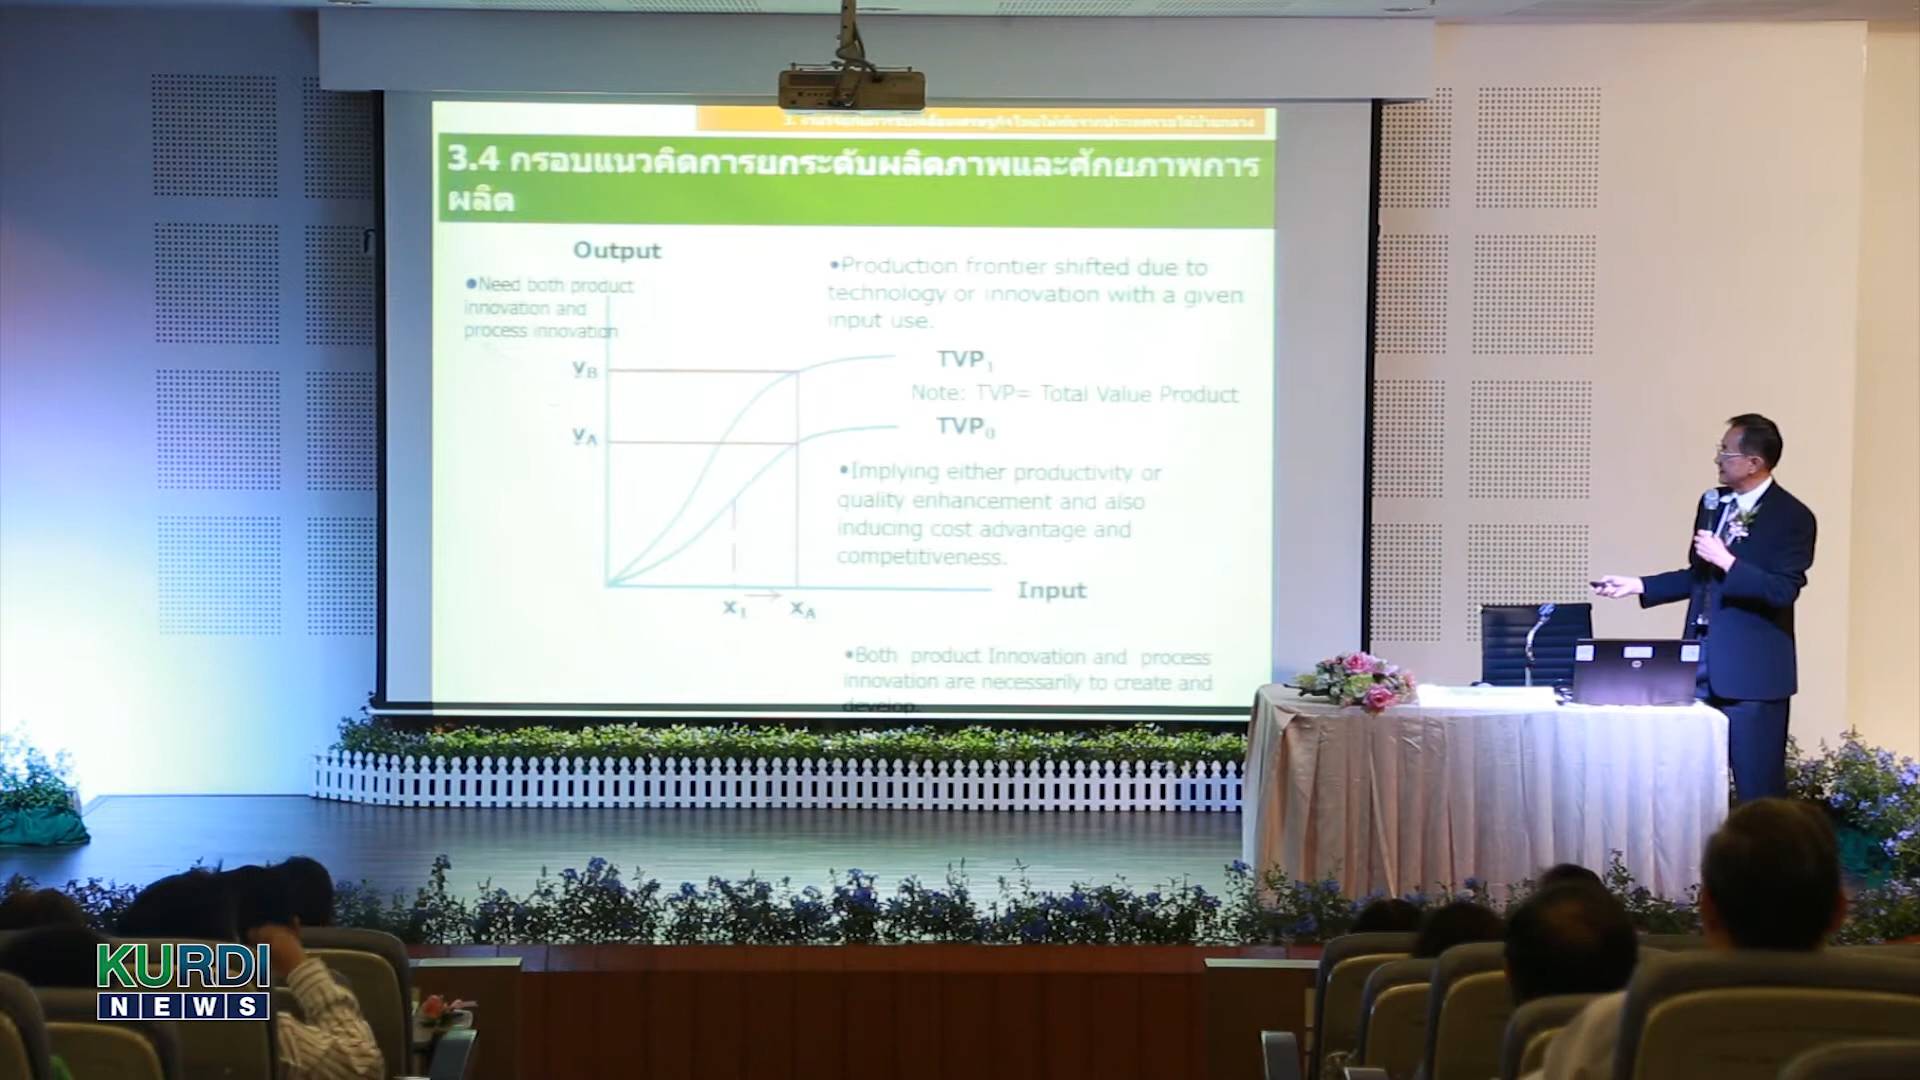 3.4 กรอบแนวคิดการยกระดับผลิตภาพและศักยภาพการ
ผลิต
Output
•Need both product
innovation and
process innovation
•Production frontier shifted due to
technology or innovation with a given
input use.
yB
TVP1
Note: TVP= Total Value Product
yA
TVP0
•Implying either productivity or
quality enhancement and also
inducing cost advantage and
competitiveness.
Input
x1
xA
•Both product Innovation and process
innovation are necessarily to create and
develop.
KURDI
NEWS